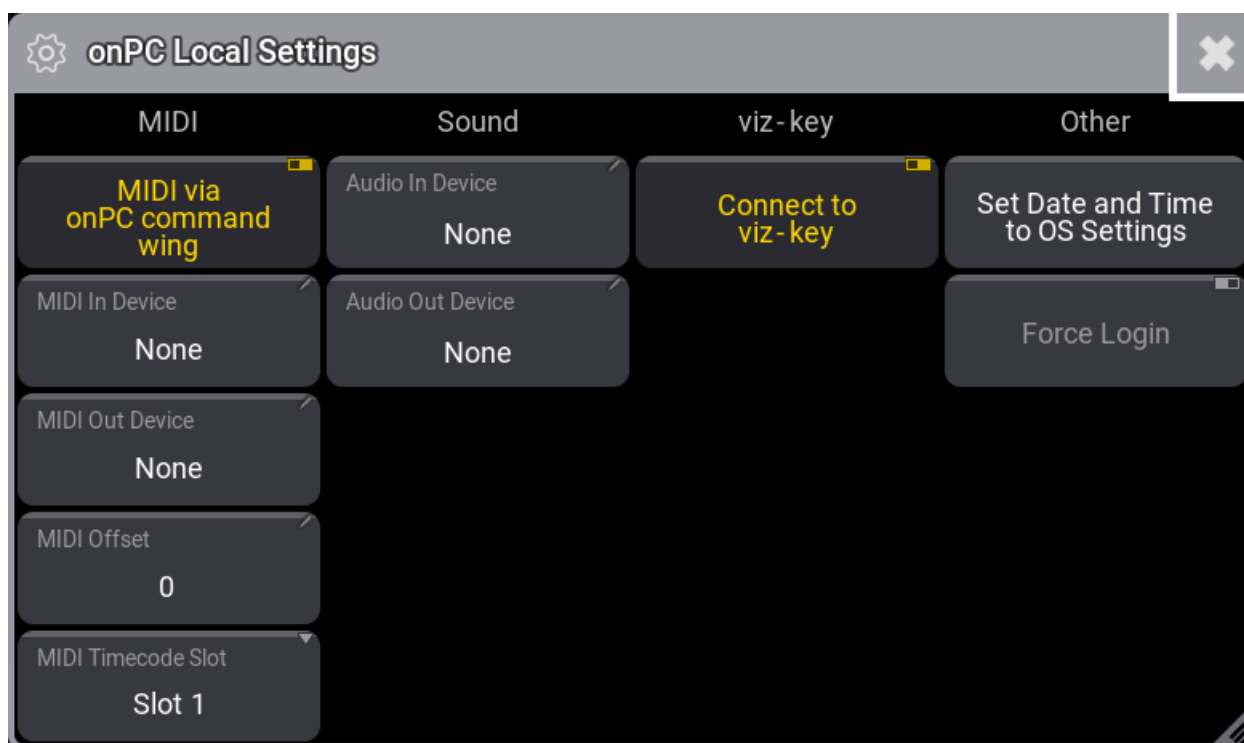 onPC Local Settings
MIDI
Sound
viz-key
Other
MIDI via
onPC command
wing
Audio In Device
None
Connect to
viz-key
Set Date and Time
to OS Settings
MIDI In Device
None
Audio Out Device
None
Force Login
MIDI Out Device
None
MIDI Offset
0
MIDI Timecode Slot
Slot 1